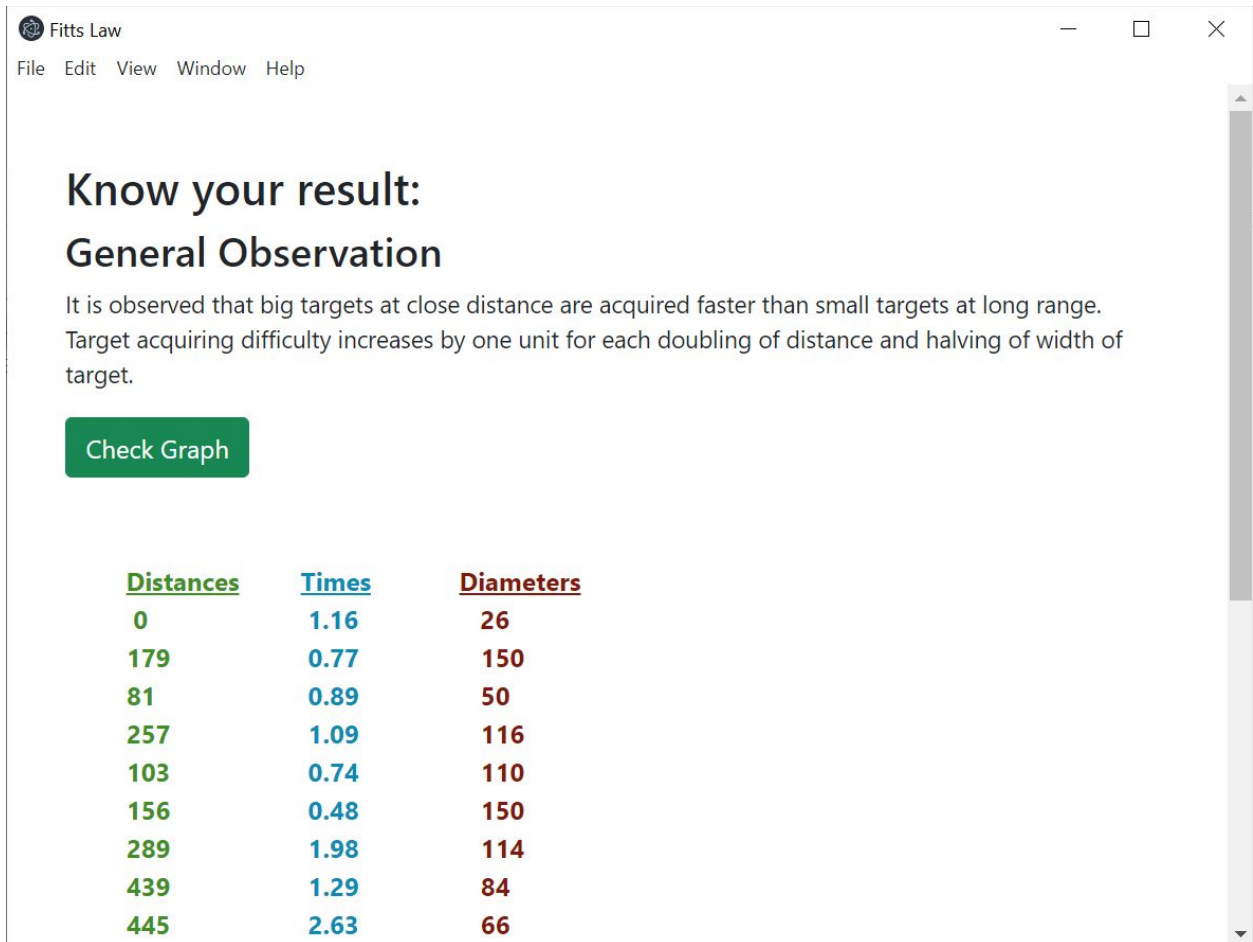 Fitts Law
File Edit View Window Help
Know your result:
General Observation
It is observed that big targets at close distance are acquired faster than small targets at long range.
Target acquiring difficulty increases by one unit for each doubling of distance and halving of width of
target.
Check Graph
Distances Times Diameters
0 1.16 26
179 0.77 150
81 0.89 50
257 1.09 116
103 0.74 110
156 0.48 150
289 1.98 114
439 1.29 84
445 2.63 66